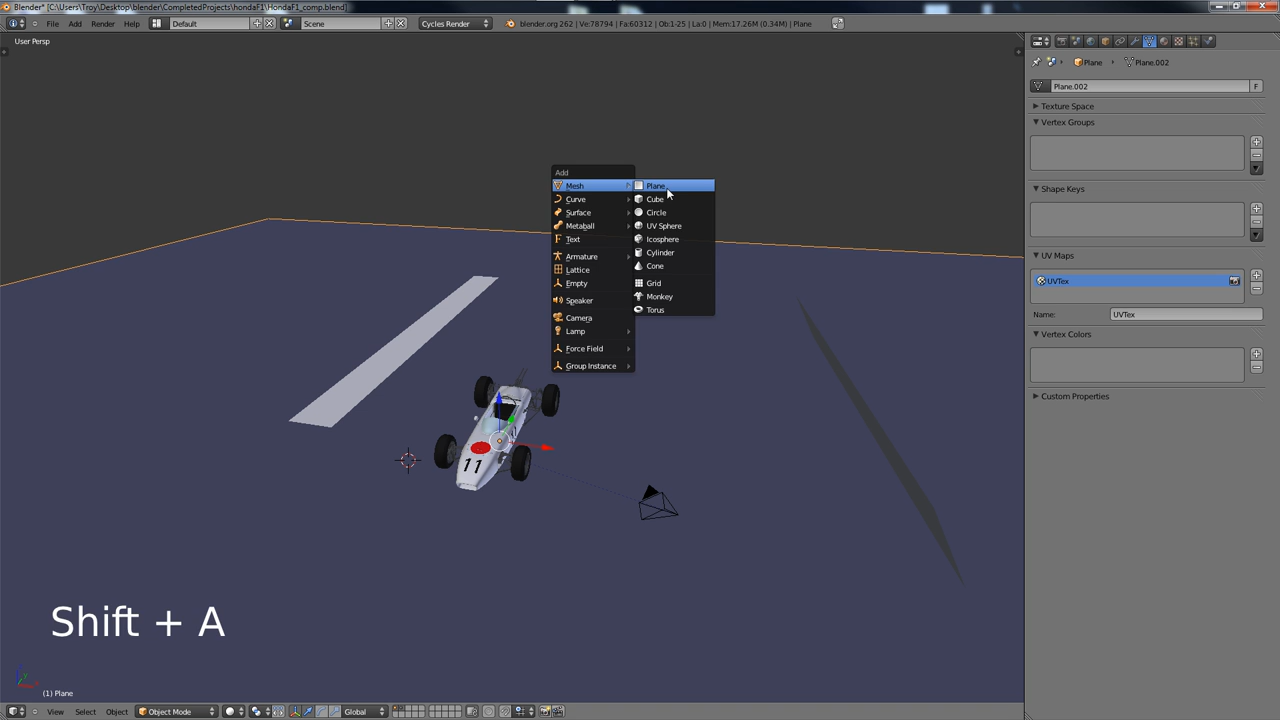 Blender* [C:\Users\Troy\Desktop\blender\CompletedProjects\hondaF1\HondaF1_comp.blend]
File Add Render Help Default Scene Cycles Render blender.org 262 | Ve:78794 | Fa:60312 | Ob:1-25 | La:0 | Mem:17.26M (0.34M) | Plane
User Persp
Plane Plane.002
Plane.002 F
Texture Space
Vertex Groups
Shape Keys
UV Maps
UVTex
Name: UVTex
Vertex Colors
Custom Properties
Add
Mesh
Curve
Surface
Metaball
Text
Armature
Lattice
Empty
Speaker
Camera
Lamp
Force Field
Group Instance
Plane
Cube
Circle
UV Sphere
Icosphere
Cylinder
Cone
Grid
Monkey
Torus
11
Shift + A
(1) Plane
View Select Object Object Mode Global